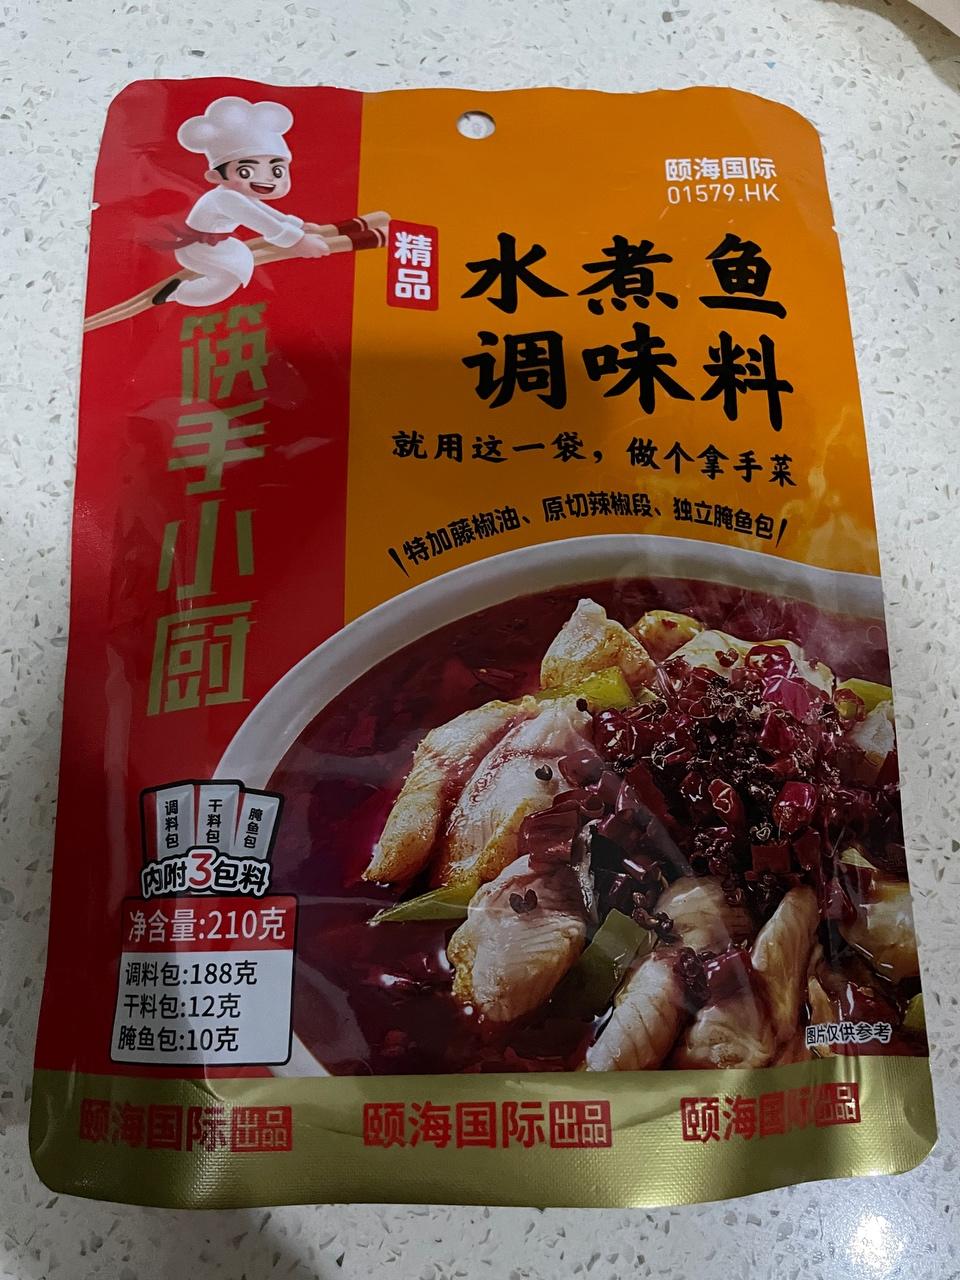 颐海国际
01579.HK
精品
水煮鱼
调味料
就用这一袋，做个拿手菜
特加藤椒油、原切辣椒段、独立腌鱼包
筷手小厨
调料包
干料包
腌鱼包
内附3包料
净含量:210克
调料包:188克
干料包:12克
腌鱼包:10克
图片仅供参考
颐海国际出品
颐海国际出品
颐海国际出品